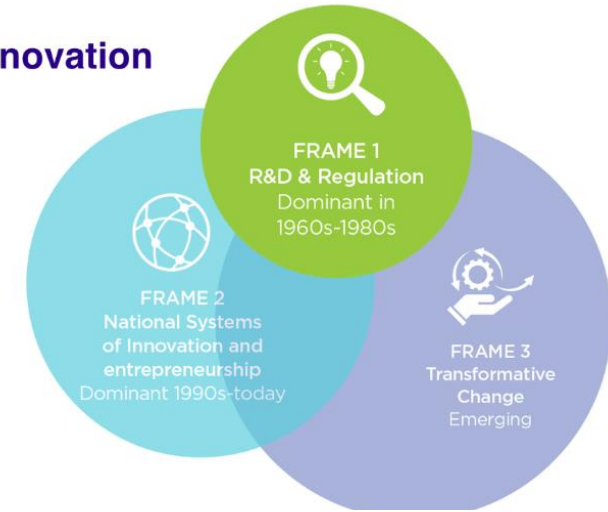 novation
FRAME 1
R&D & Regulation
Dominant in
1960s-1980s
FRAME 2
National Systems
of Innovation and
entrepreneurship
Dominant 1990s-today
FRAME 3
Transformative
Change
Emerging